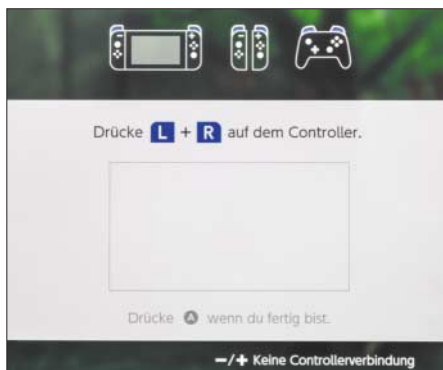 Drücke L + R auf dem Controller.
Drücke A wenn du fertig bist.
−/+ Keine Controllerverbindung